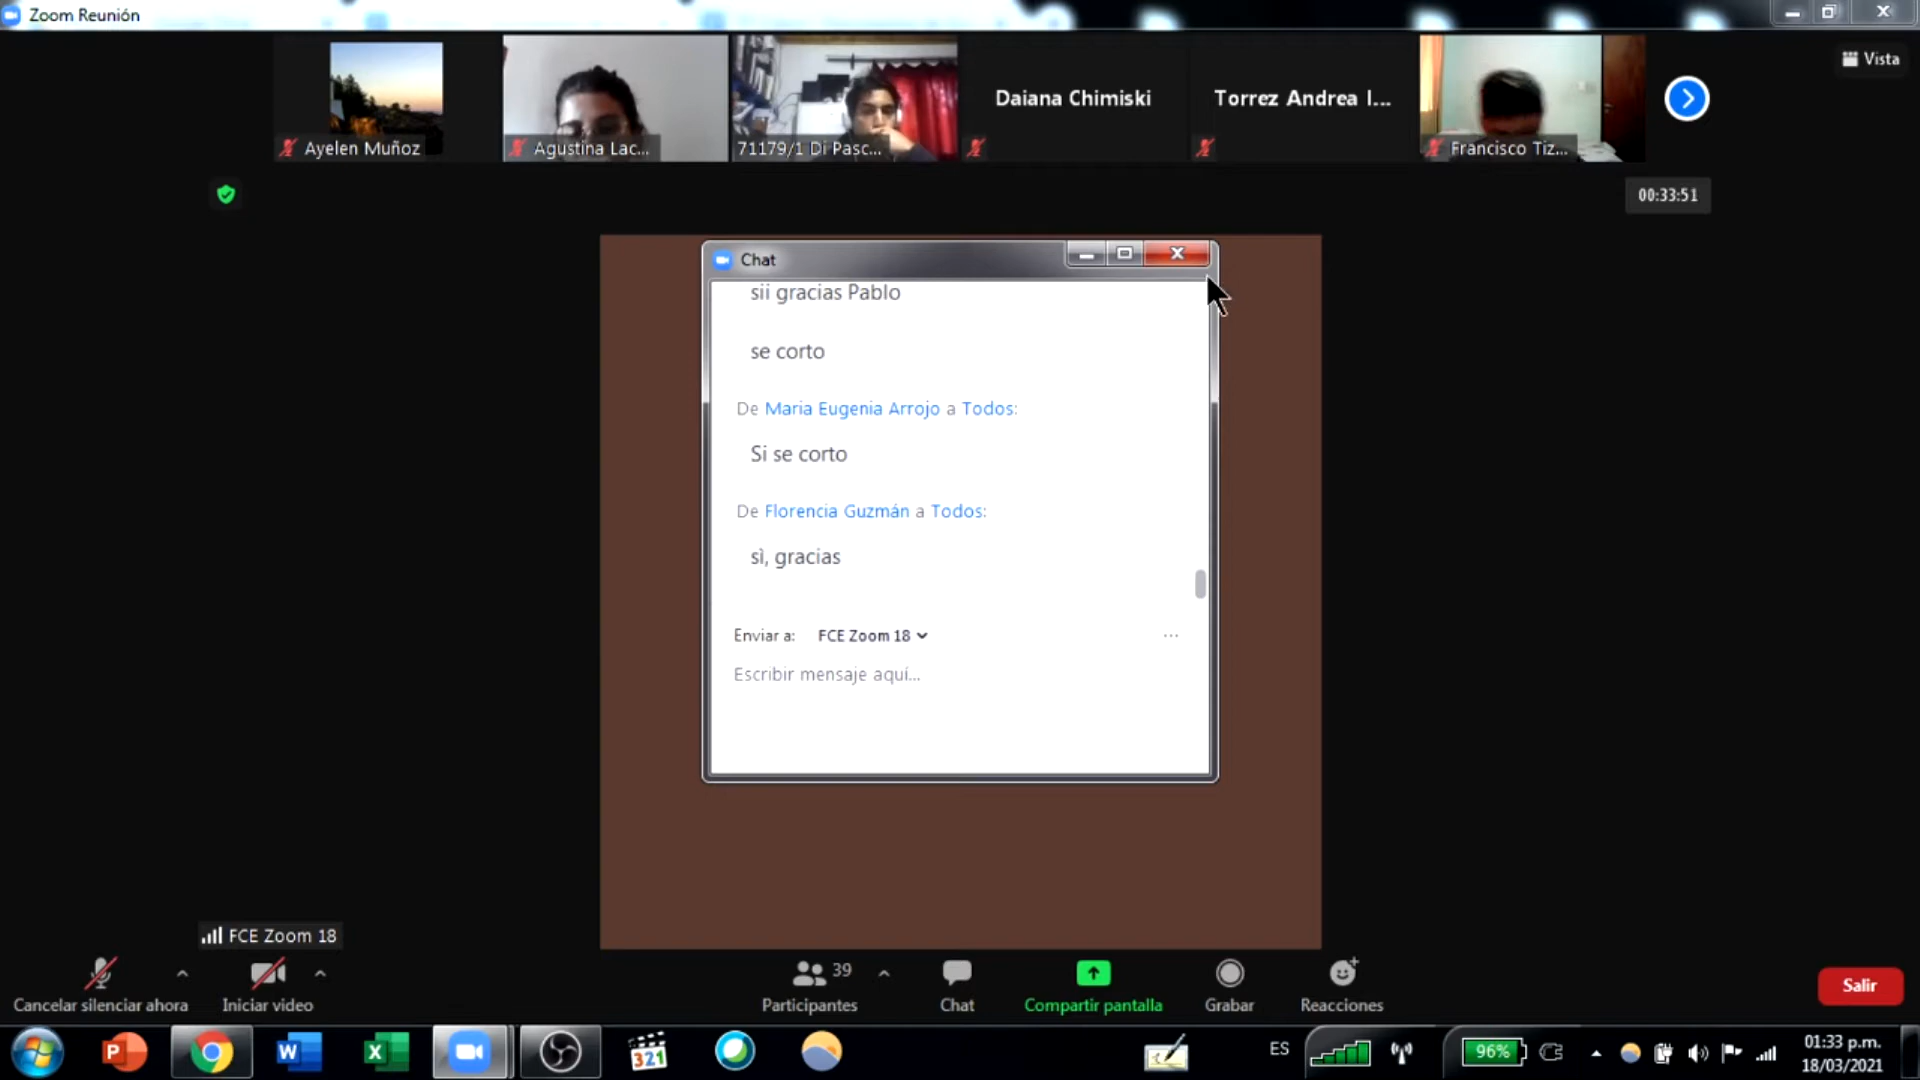 Zoom Reunión
Vista
Ayelen Muñoz
Agustina Lac...
71179/1 Di Pasc...
Daiana Chimiski
Torrez Andrea I...
Francisco Tiz...
00:33:51
Chat
sii gracias Pablo
se corto
De Maria Eugenia Arrojo a Todos:
Si se corto
De Florencia Guzmán a Todos:
sì, gracias
Enviar a: FCE Zoom 18
...
Escribir mensaje aquí...
FCE Zoom 18
Cancelar silenciar ahora
Iniciar video
39
Participantes
Chat
Compartir pantalla
Grabar
Reacciones
Salir
P
W
X
321
ES
96%
01:33 p.m.
18/03/2021